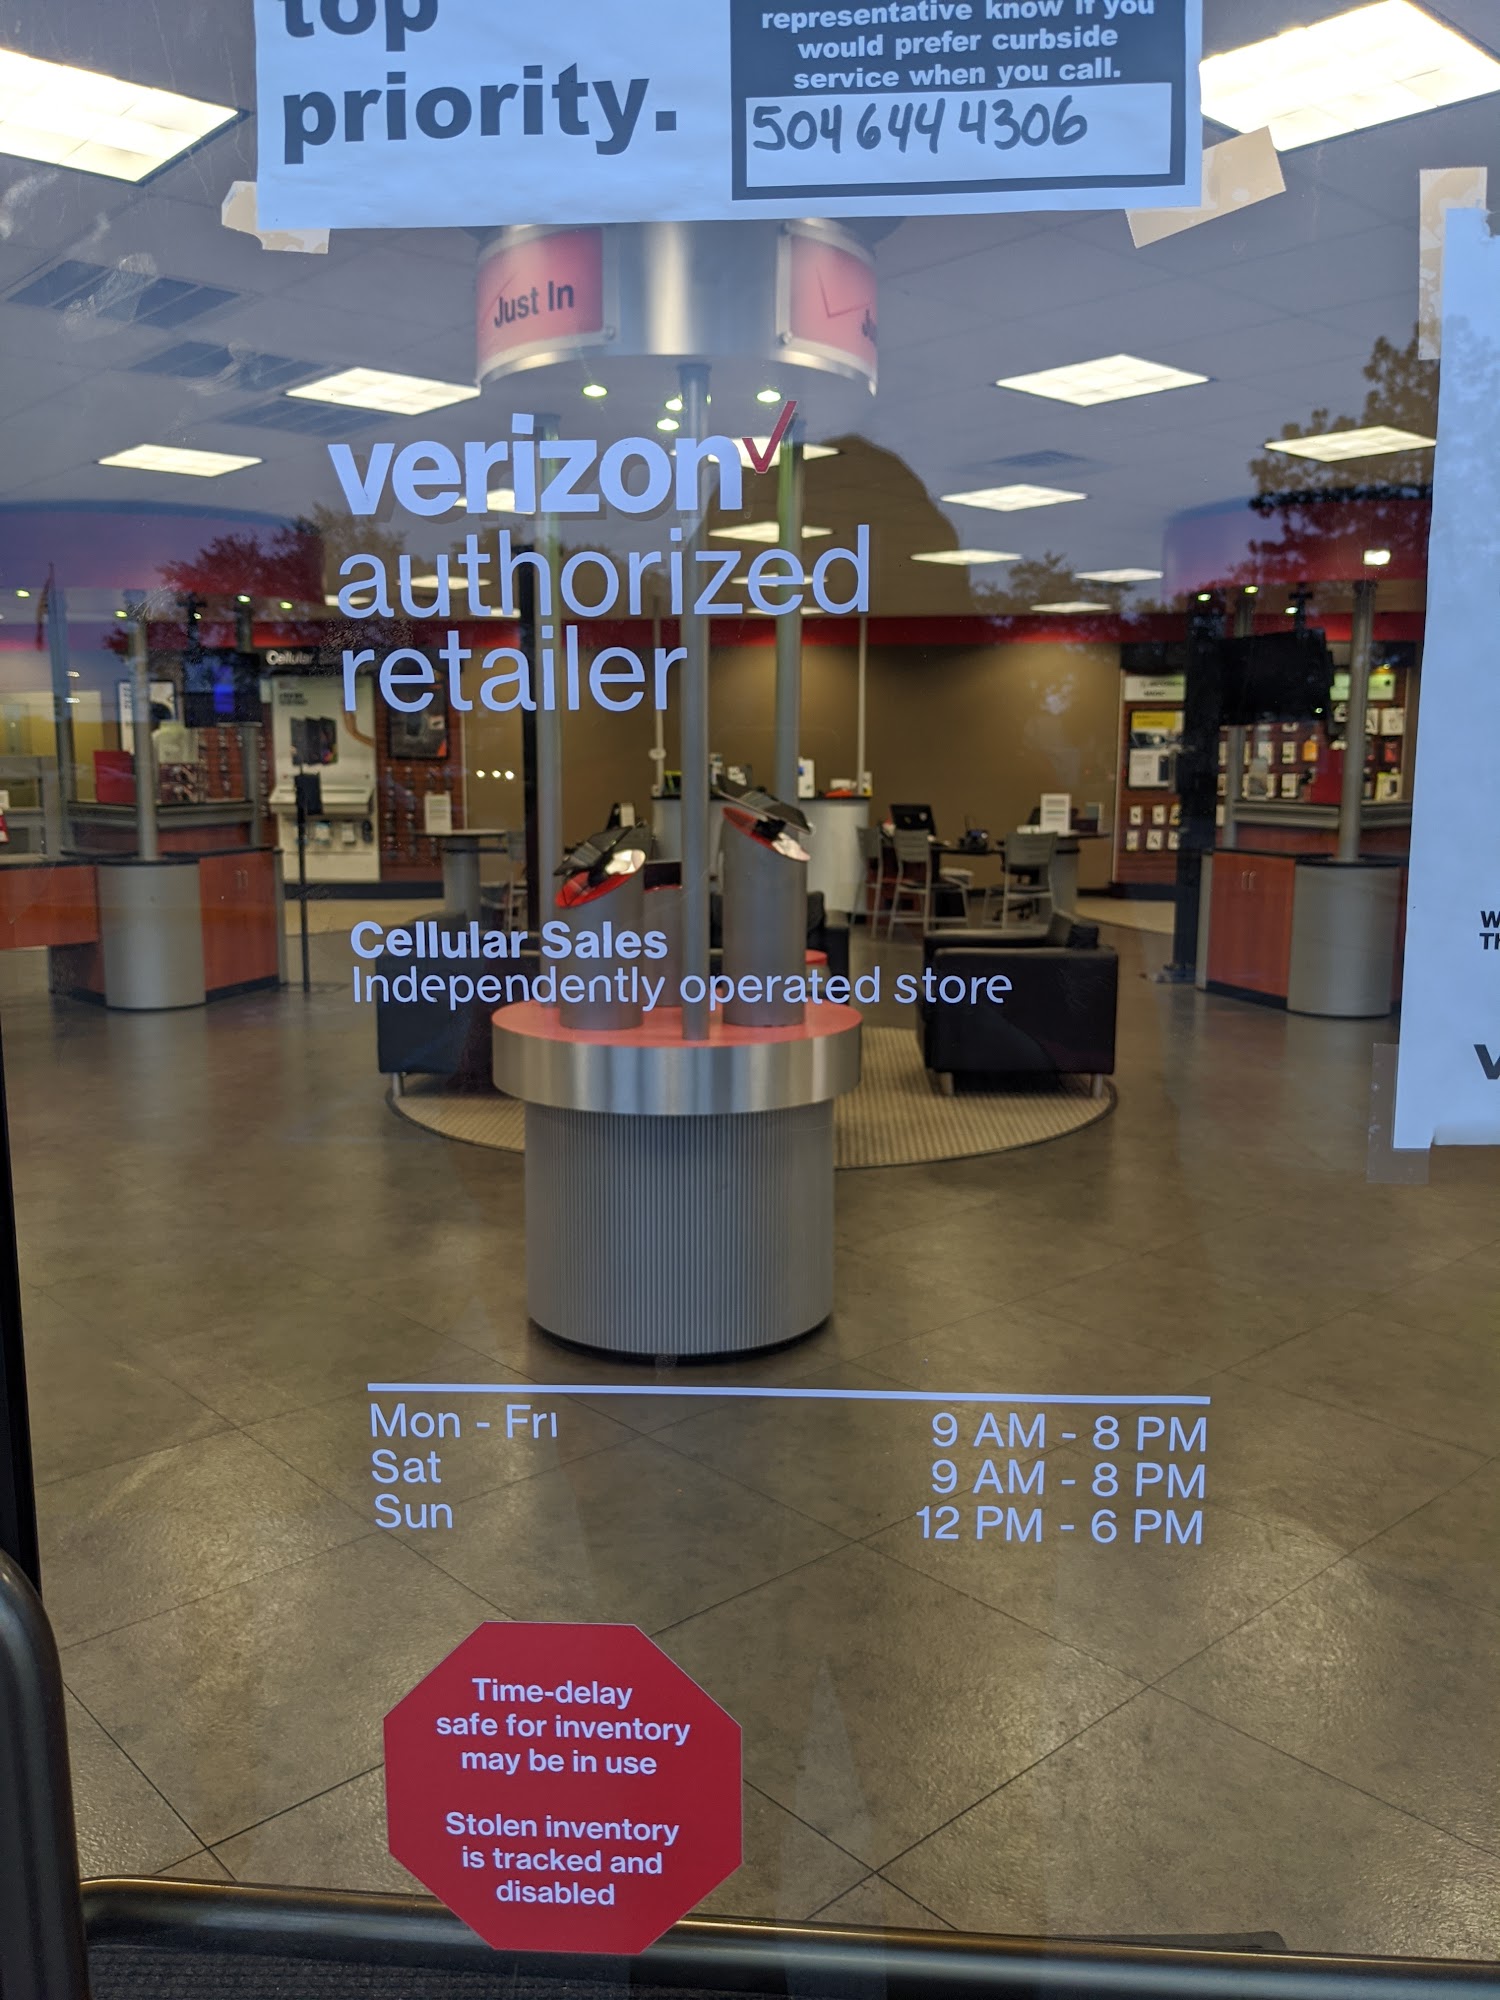 top
priority.
representative know if you
would prefer curbside
service when you call.
504 644 4306
Just In
verizon
authorized
retailer
Cellular
Cellular Sales
Independently operated store
Mon - Fri 9 AM - 8 PM
Sat 9 AM - 8 PM
Sun 12 PM - 6 PM
Time-delay
safe for inventory
may be in use
Stolen inventory
is tracked and
disabled